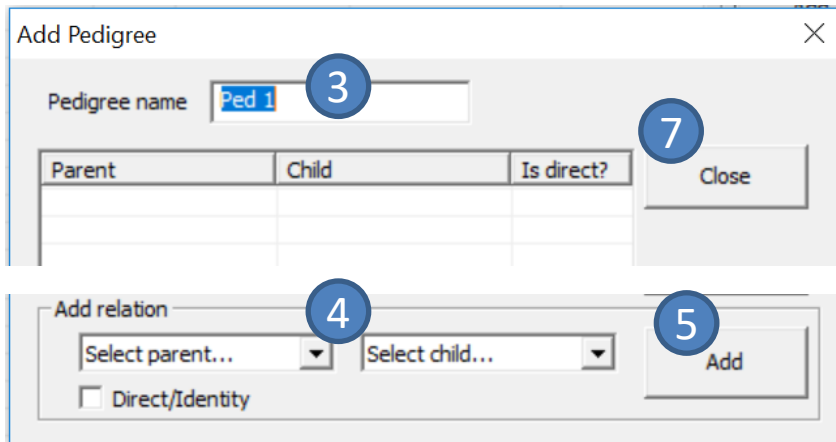 Add Pedigree
3
Pedigree name Ped 1
7
Parent Child Is direct? Close
Add relation 4 5
Select parent... Select child... Add
Direct/Identity